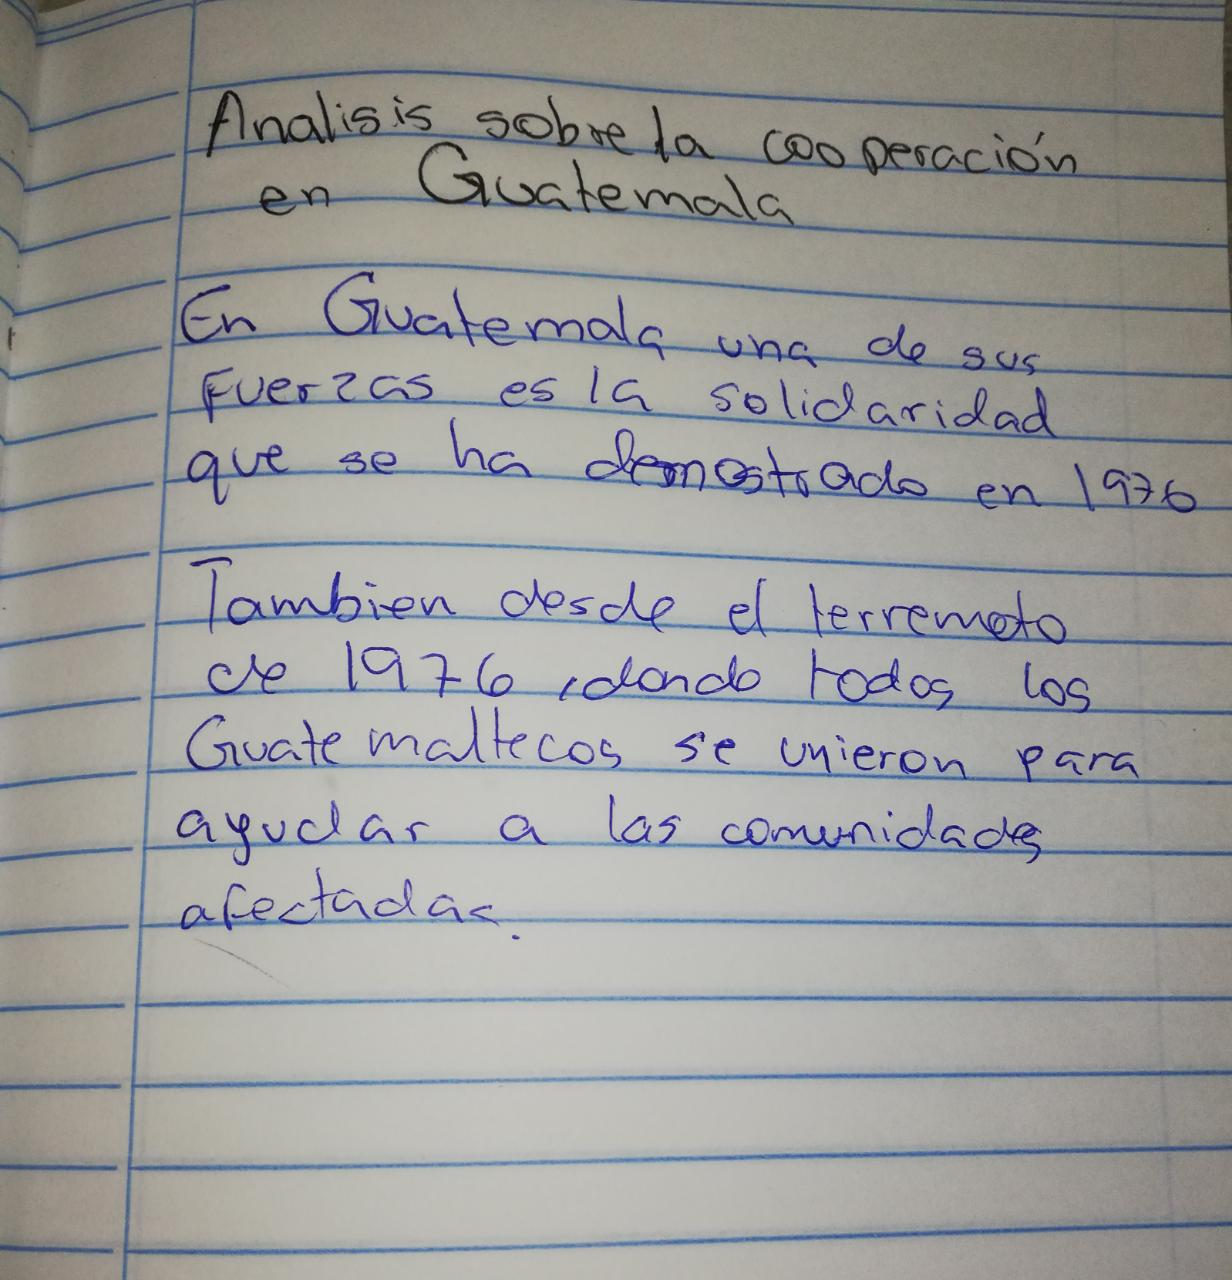 Analisis sobre la cooperación
en Guatemala
En Guatemala una de sus
Fuerzas es la solidaridad
que se ha demostrado en 1976
Tambien desde el terremoto
de 1976, dondo todos los
Guatemaltecos se unieron para
ayudar a las comunidades
afectadas.